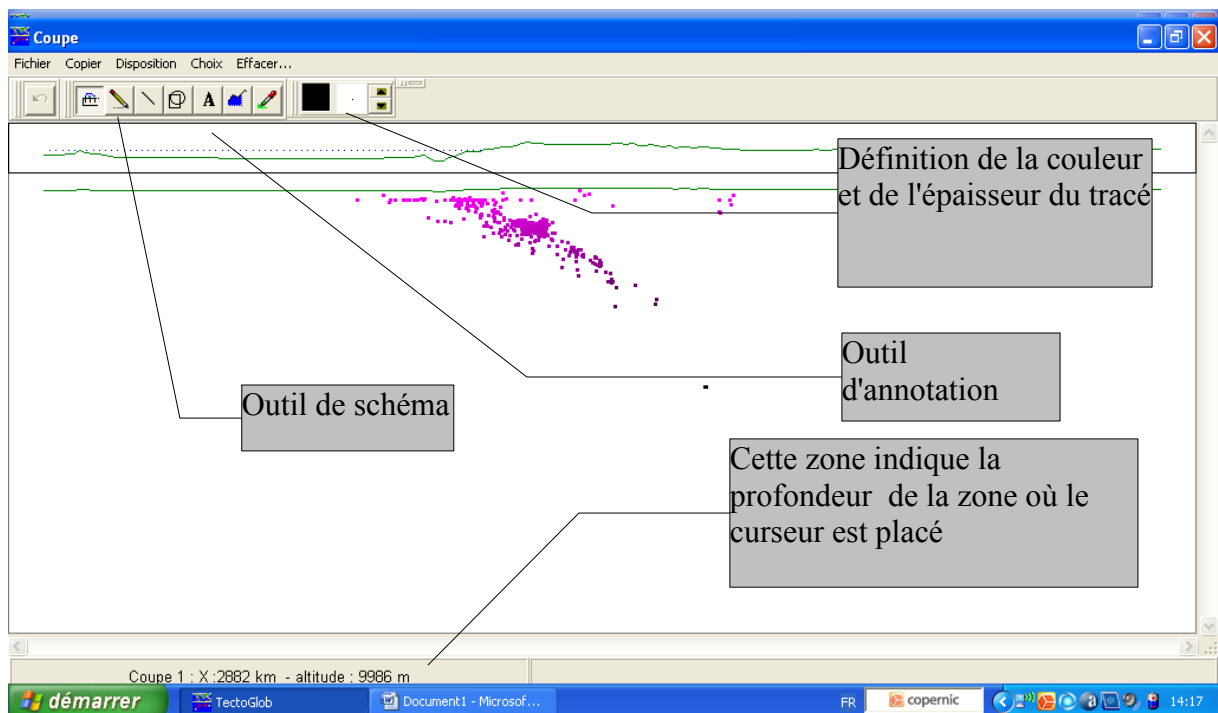 Coupe
Fichier Copier Disposition Choix Effacer...
A
Définition de la couleur
et de l'épaisseur du tracé
Outil
d'annotation
Outil de schéma
Cette zone indique la
profondeur de la zone où le
curseur est placé
Coupe 1 : X :2882 km - altitude : 9986 m
démarrer
TectoGlob
Document1 - Microsof...
FR
copernic
14:17